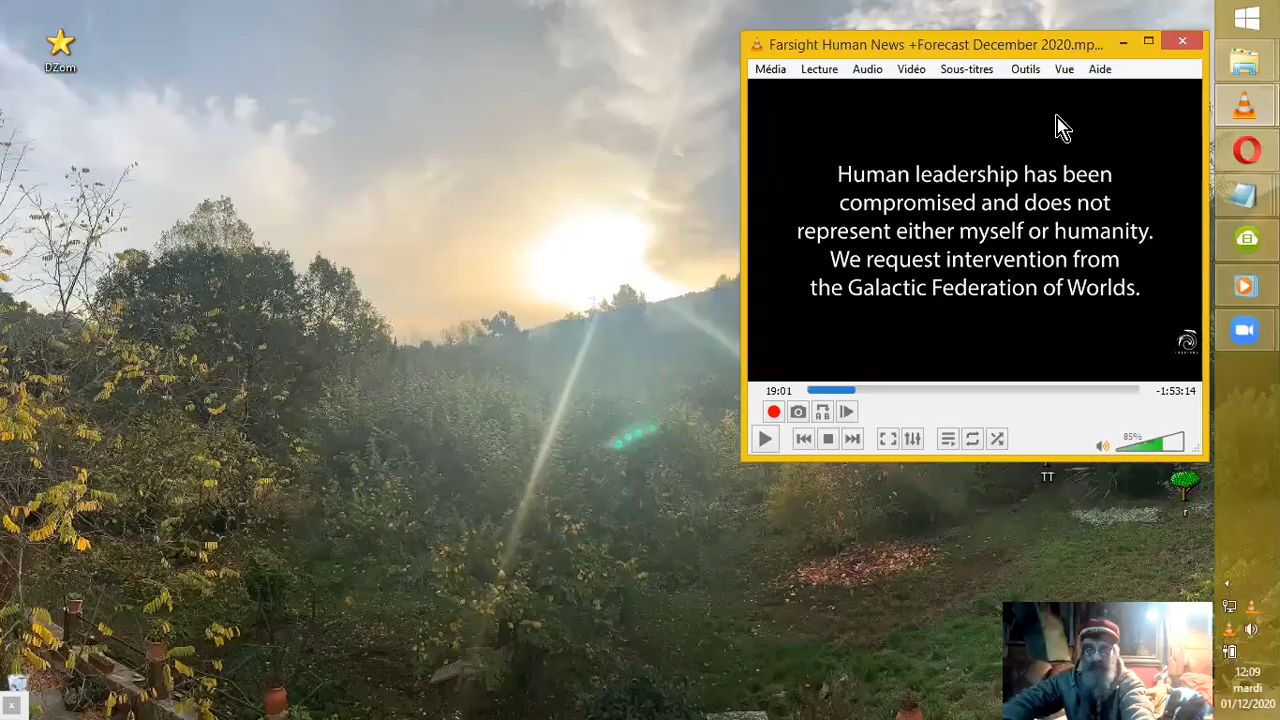 DZom
Farsight Human News +Forecast December 2020.mp...
Média Lecture Audio Vidéo Sous-titres Outils Vue Aide
Human leadership has been
compromised and does not
represent either myself or humanity.
We request intervention from
the Galactic Federation of Worlds.
19:01
-1:53:14
85%
TT
r
12:09
mardi
01/12/2020